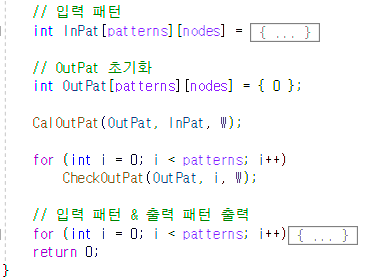 // 입력 패턴
int InPat[patterns][nodes] = { ... }
// OutPat 초기화
int OutPat[patterns][nodes] = { 0 };
CalOutPat(OutPat, InPat, W);
for (int i = 0; i < patterns; i++)
CheckOutPat(OutPat, i, W);
// 입력 패턴 & 출력 패턴 출력
for (int i = 0; i < patterns; i++){ ... }
return 0;
}